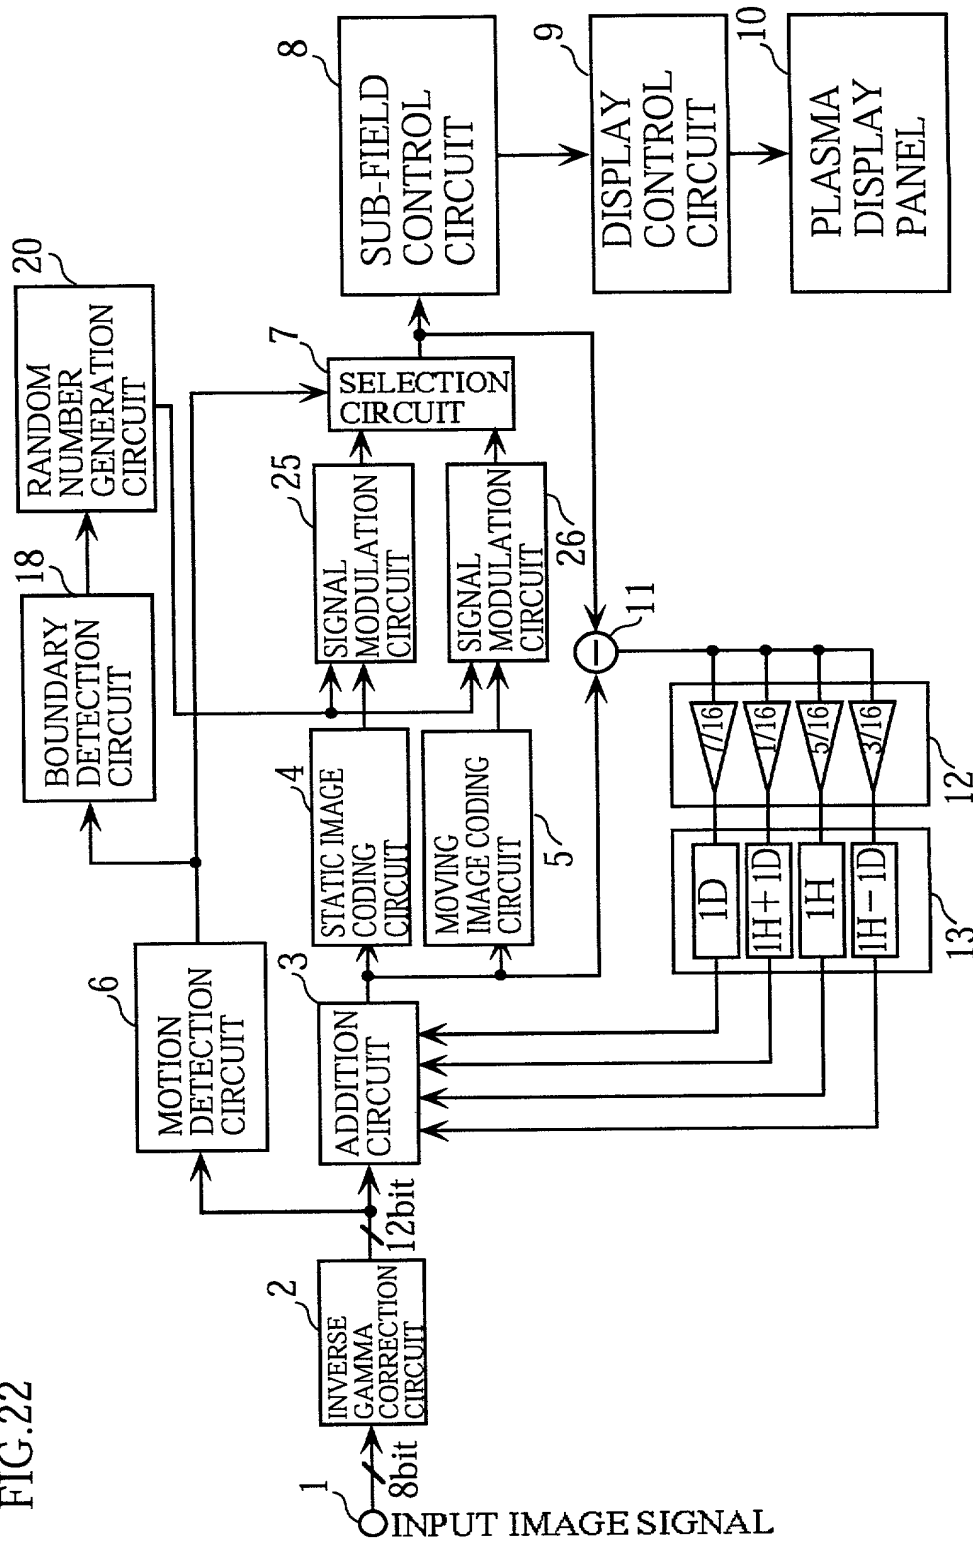 FIG.22
1
INPUT IMAGE SIGNAL
8bit
2
INVERSE
GAMMA
CORRECTION
CIRCUIT
12bit
6
MOTION
DETECTION
CIRCUIT
3
ADDITION
CIRCUIT
18
BOUNDARY
DETECTION
CIRCUIT
20
RANDOM
NUMBER
GENERATION
CIRCUIT
4
STATIC IMAGE
CODING
CIRCUIT
MOVING
IMAGE CODING
CIRCUIT
5
25
SIGNAL
MODULATION
CIRCUIT
SIGNAL
MODULATION
CIRCUIT
26
7
SELECTION
CIRCUIT
8
SUB-FIELD
CONTROL
CIRCUIT
9
DISPLAY
CONTROL
CIRCUIT
10
PLASMA
DISPLAY
PANEL
11
−
7/16
1/16
5/16
3/16
12
1D
1H+1D
1H
1H−1D
13